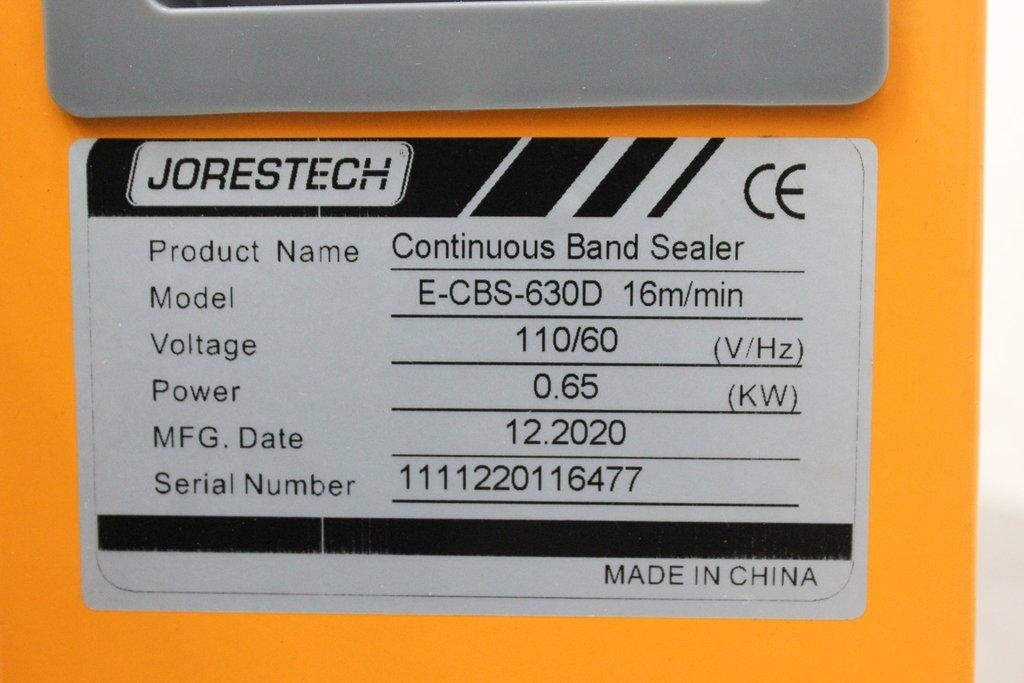 JORESTECH®
CE
Product Name Continuous Band Sealer
Model E-CBS-630D 16m/min
Voltage 110/60 (V/Hz)
Power 0.65 (KW)
MFG. Date 12.2020
Serial Number 1111220116477
MADE IN CHINA